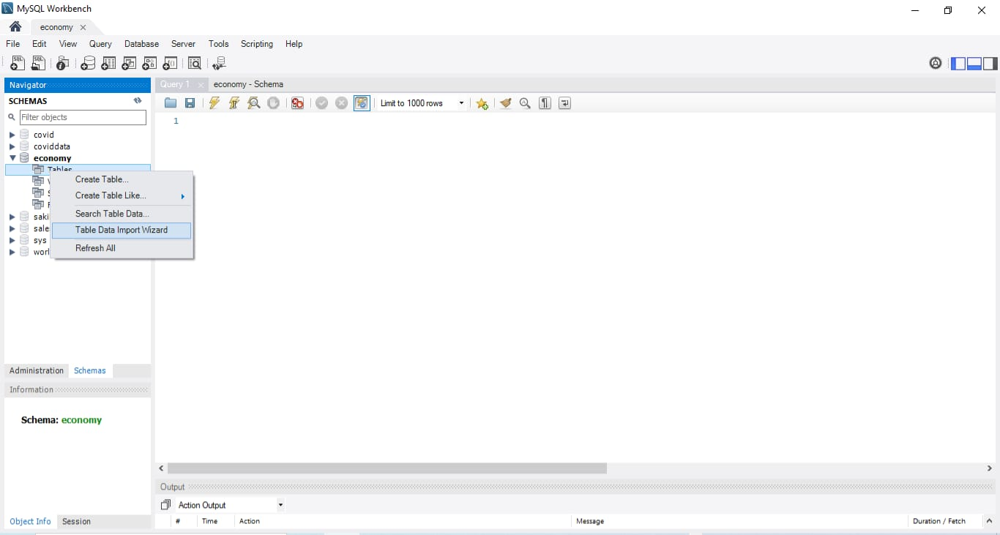 MySQL Workbench
economy
File Edit View Query Database Server Tools Scripting Help
Navigator
SCHEMAS
Filter objects
covid
coviddata
economy
Tables
saki
sale
sys
worl
Create Table...
Create Table Like...
Search Table Data...
Table Data Import Wizard
Refresh All
Administration Schemas
Information
Schema: economy
Object Info Session
Query 1 economy - Schema
Limit to 1000 rows
1
Output
Action Output
# Time Action Message Duration / Fetch